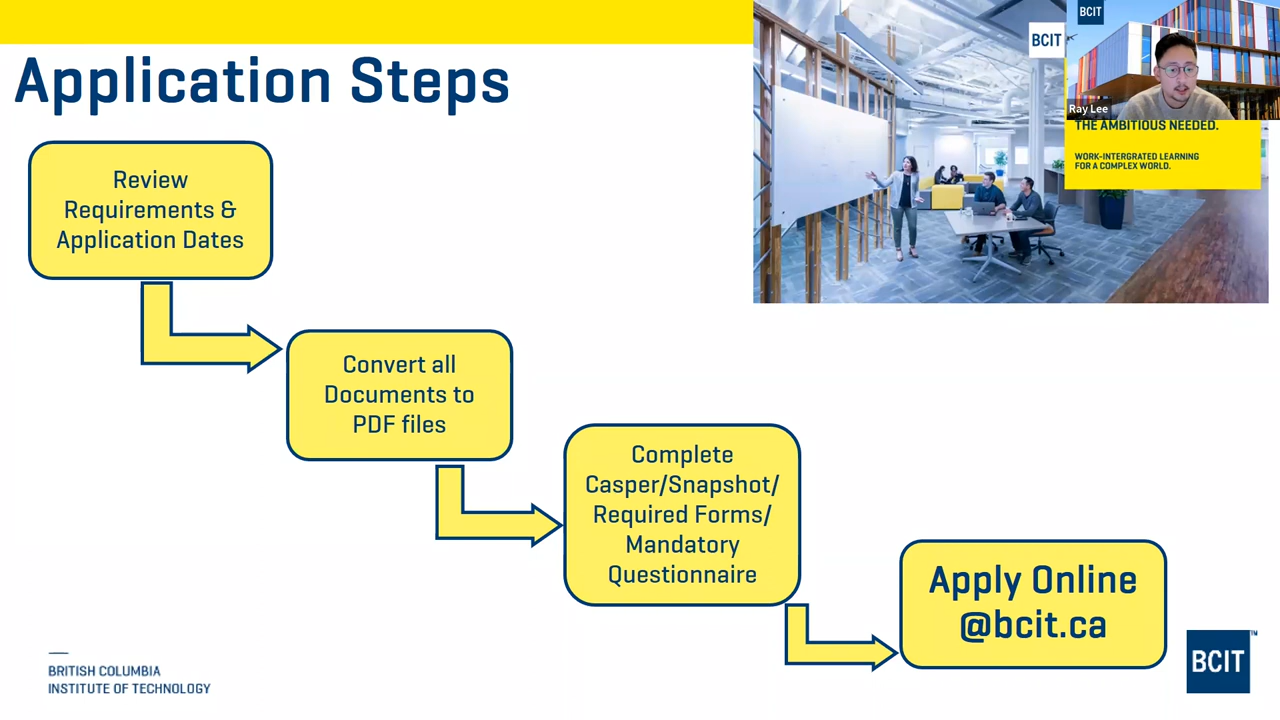 Application Steps
Review
Requirements &
Application Dates
Convert all
Documents to
PDF files
Complete
Casper/Snapshot/
Required Forms/
Mandatory
Questionnaire
Apply Online
@bcit.ca
BCIT
BCIT
Ray Lee
THE AMBITIOUS NEEDED.
WORK-INTERGRATED LEARNING
FOR A COMPLEX WORLD.
BRITISH COLUMBIA
INSTITUTE OF TECHNOLOGY
BCIT™